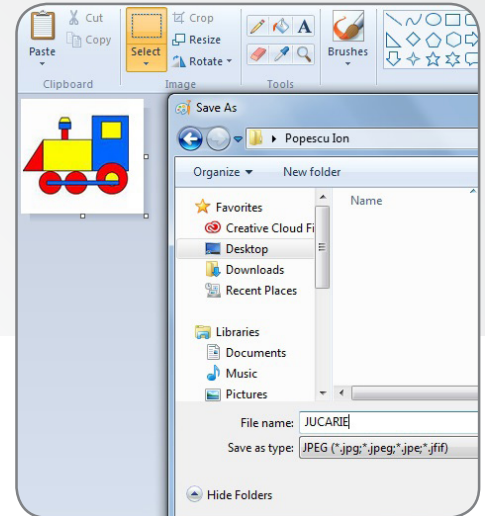 Cut
Copy
Paste
Clipboard
Select
Crop
Resize
Rotate
Image
Tools
A
Brushes
Save As
Popescu Ion
Organize
New folder
Name
Favorites
Creative Cloud Fi
Desktop
Downloads
Recent Places
Libraries
Documents
Music
Pictures
File name: JUCARIE
Save as type: JPEG (*.jpg;*.jpeg;*.jpe;*.jfif)
Hide Folders